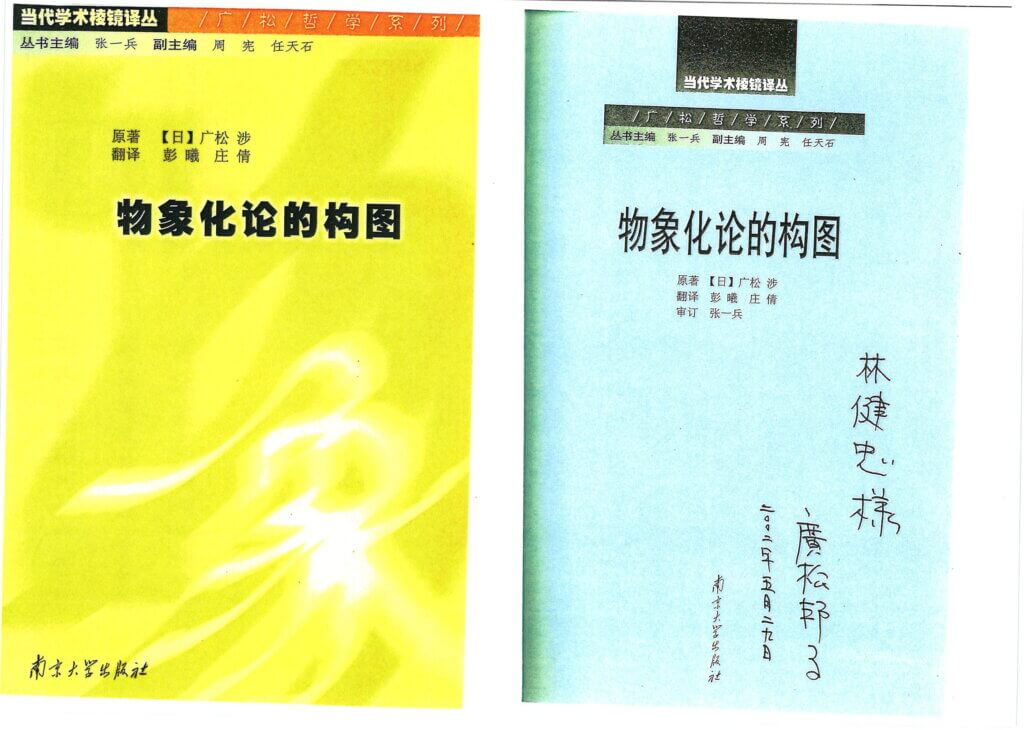 当代学术棱镜译丛
/广/松/哲/学/系/列/
丛书主编 张一兵 副主编 周 宪 任天石
原著 【日】广松 涉
翻译 彭 曦 庄 倩
物象化论的构图
南京大学出版社
当代学术棱镜译丛
/广/松/哲/学/系/列/
丛书主编 张一兵 副主编 周 宪 任天石
物象化论的构图
原著 【日】广松 涉
翻译 彭 曦 庄 倩
审订 张一兵
林健忠様
廣松邦子
二〇〇二年五月二九日
南京大学出版社